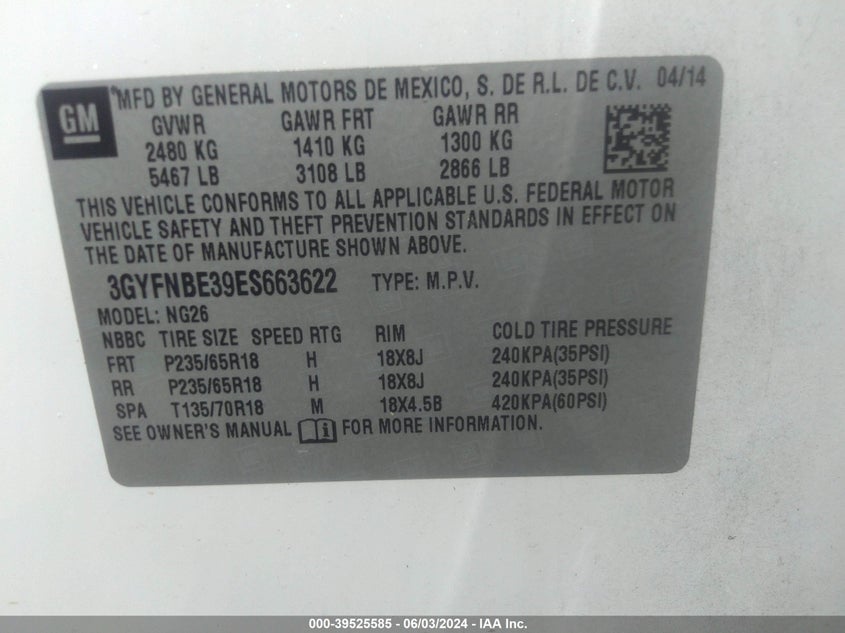 GM
MFD BY GENERAL MOTORS DE MEXICO, S. DE R.L. DE C.V. 04/14
GVWR GAWR FRT GAWR RR
2480 KG 1410 KG 1300 KG
5467 LB 3108 LB 2866 LB
THIS VEHICLE CONFORMS TO ALL APPLICABLE U.S. FEDERAL MOTOR
VEHICLE SAFETY AND THEFT PREVENTION STANDARDS IN EFFECT ON
THE DATE OF MANUFACTURE SHOWN ABOVE.
3GYFNBE39ES663622 TYPE: M.P.V.
MODEL: NG26
NBBC TIRE SIZE SPEED RTG RIM COLD TIRE PRESSURE
FRT P235/65R18 H 18X8J 240KPA(35PSI)
RR P235/65R18 H 18X8J 240KPA(35PSI)
SPA T135/70R18 M 18X4.5B 420KPA(60PSI)
SEE OWNER'S MANUAL FOR MORE INFORMATION.
000-39525585 - 06/03/2024 - IAA Inc.